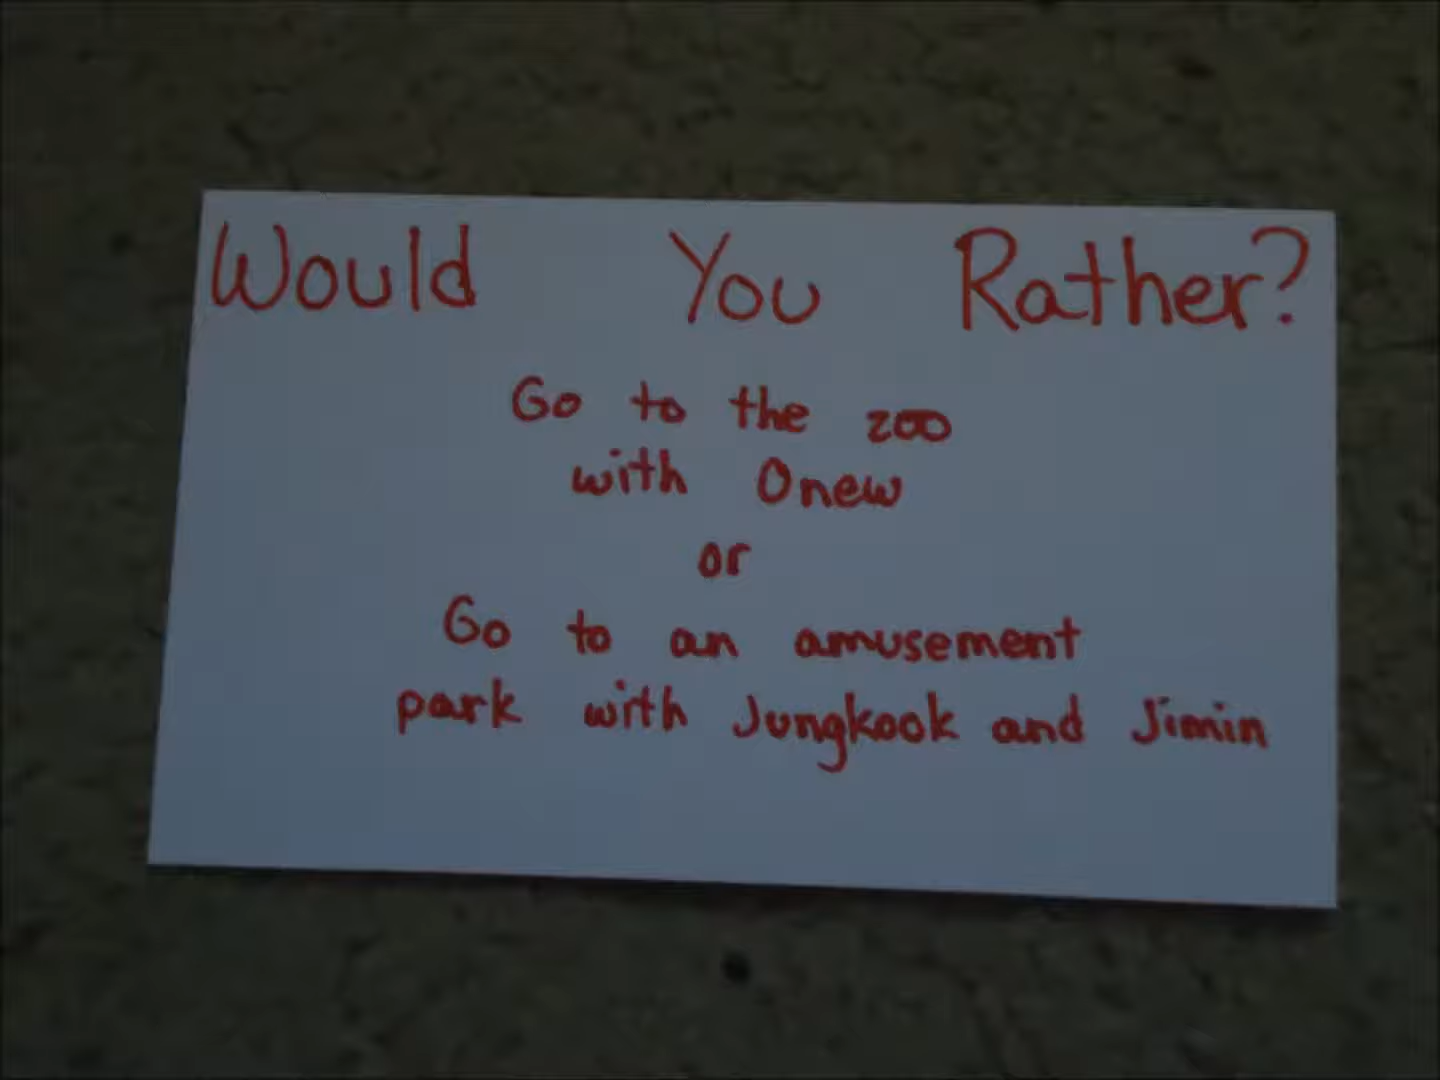 Would You Rather?
Go to the zoo
with Onew
or
Go to an amusement
park with Jungkook and Jimin